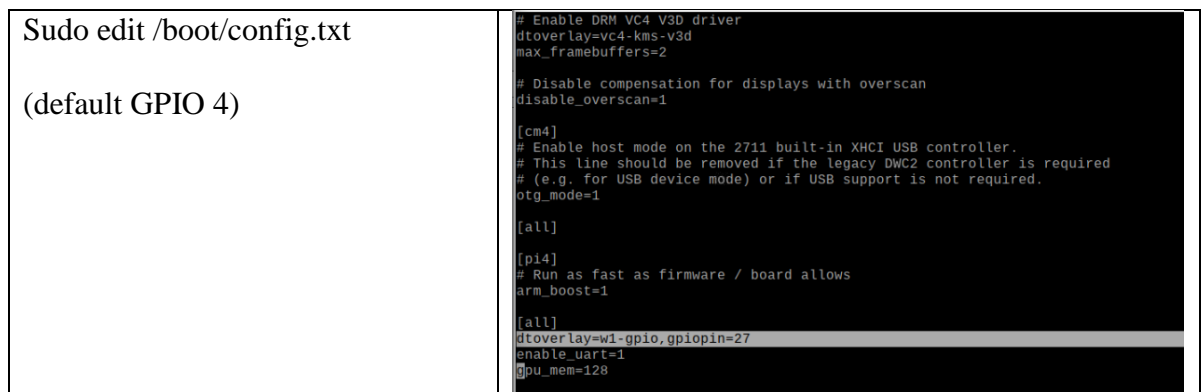 Sudo edit /boot/config.txt
(default GPIO 4)
# Enable DRM VC4 V3D driver
dtoverlay=vc4-kms-v3d
max_framebuffers=2
# Disable compensation for displays with overscan
disable_overscan=1
[cm4]
# Enable host mode on the 2711 built-in XHCI USB controller.
# This line should be removed if the legacy DWC2 controller is required
# (e.g. for USB device mode) or if USB support is not required.
otg_mode=1
[all]
[pi4]
# Run as fast as firmware / board allows
arm_boost=1
[all]
dtoverlay=w1-gpio,gpiopin=27
enable_uart=1
gpu_mem=128